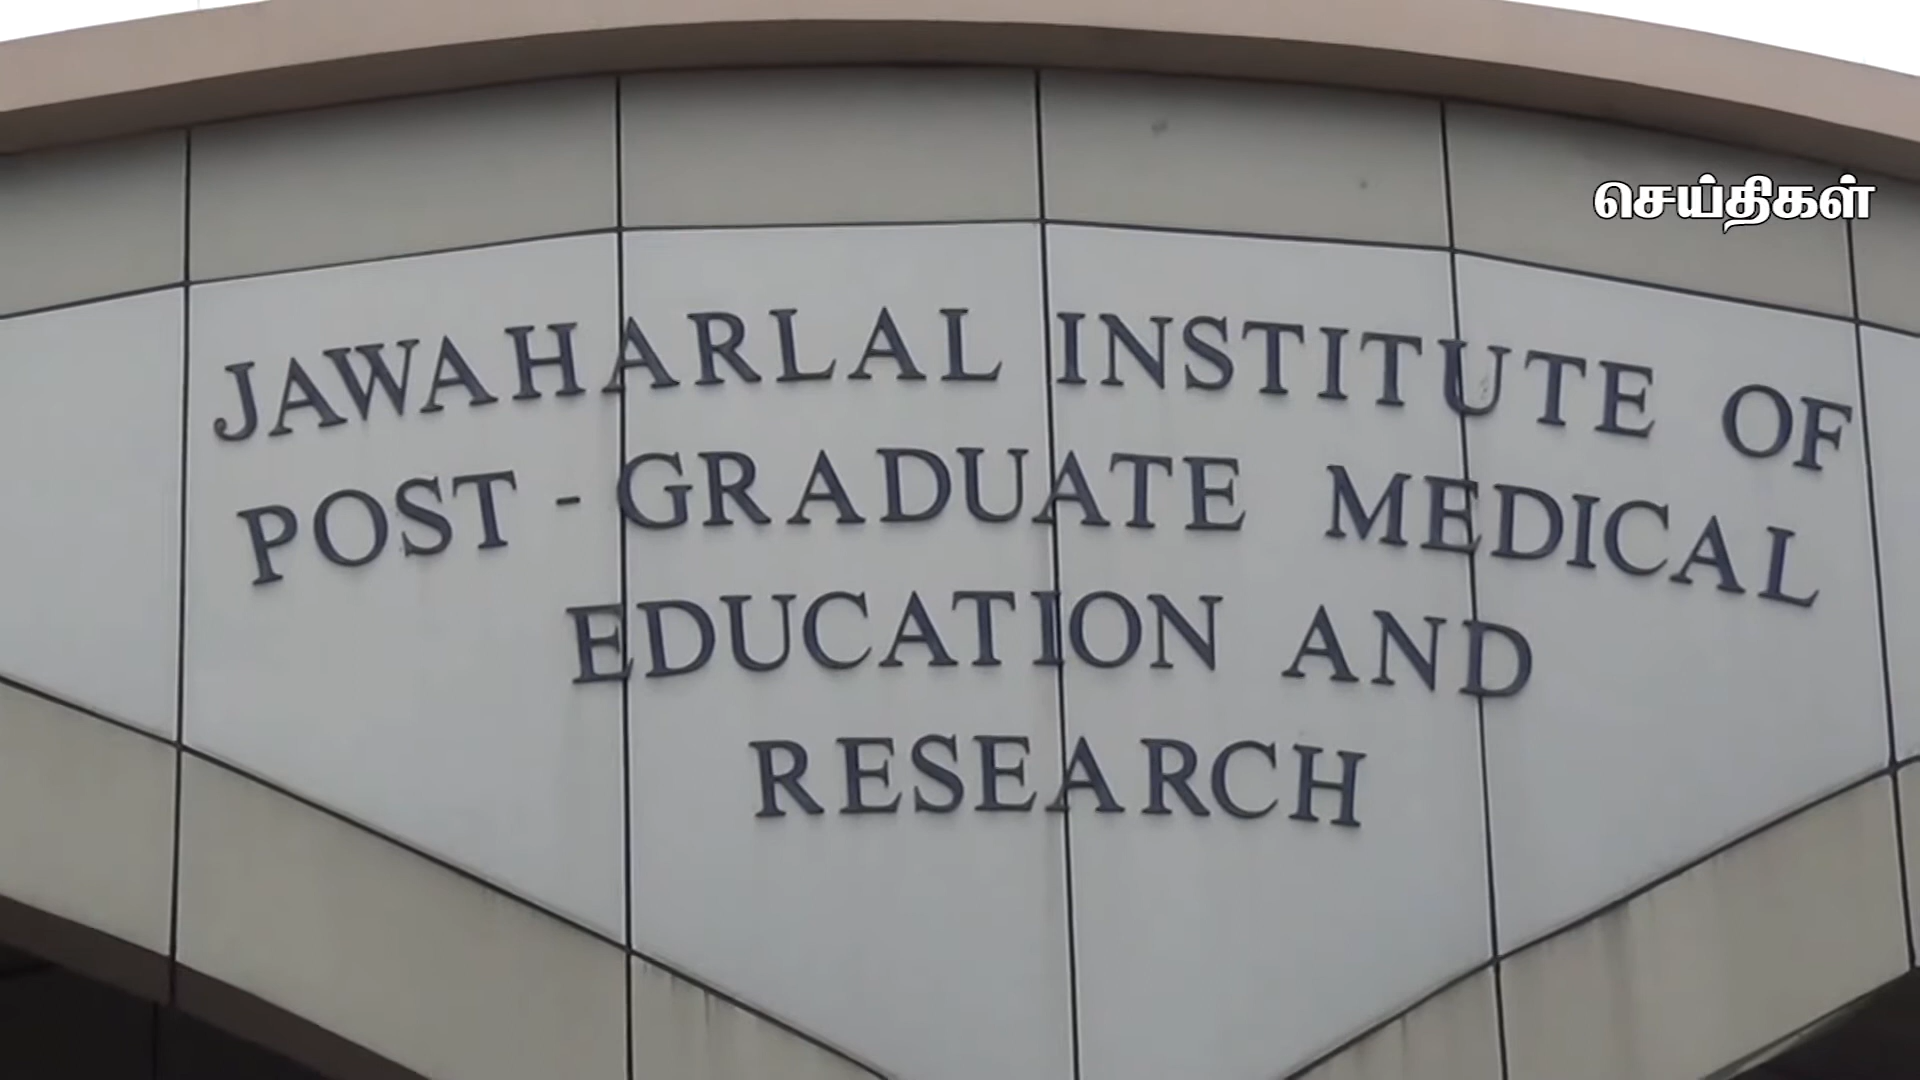 செய்திகள்
JAWAHARLAL INSTITUTE OF
POST - GRADUATE MEDICAL
EDUCATION AND
RESEARCH